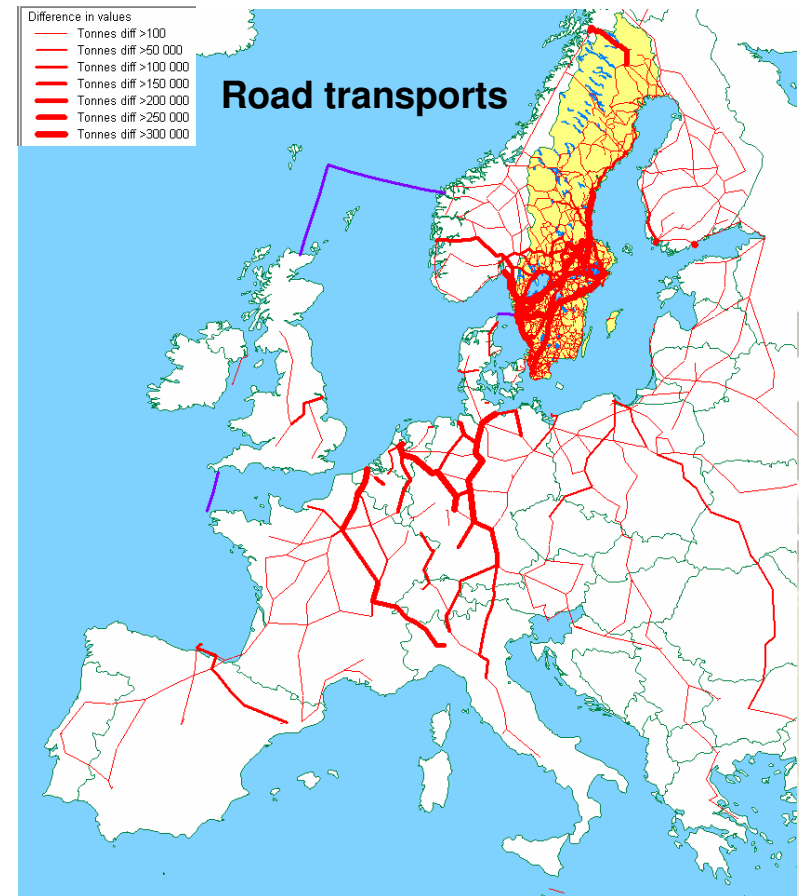 Difference in values
Tonnes diff >100
Tonnes diff >50 000
Tonnes diff >100 000
Tonnes diff >150 000
Tonnes diff >200 000
Tonnes diff >250 000
Tonnes diff >300 000
Road transports